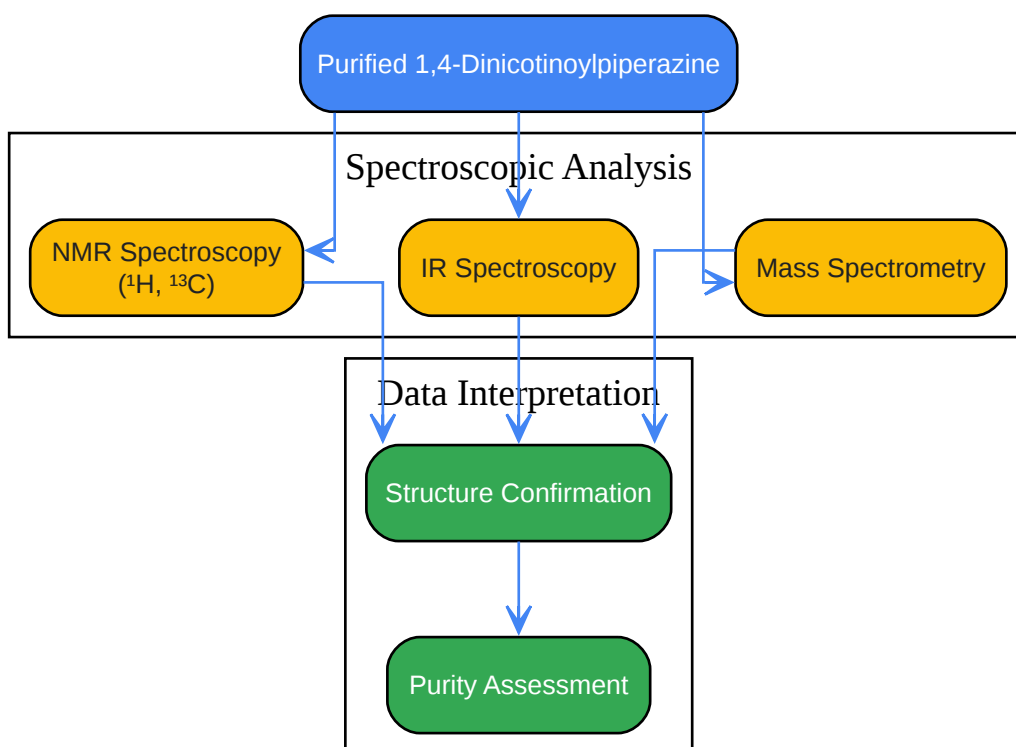 Purified 1,4-Dinicotinoylpiperazine
Spectroscopic Analysis
NMR Spectroscopy
(¹H, ¹³C)
IR Spectroscopy
Mass Spectrometry
Data Interpretation
Structure Confirmation
Purity Assessment